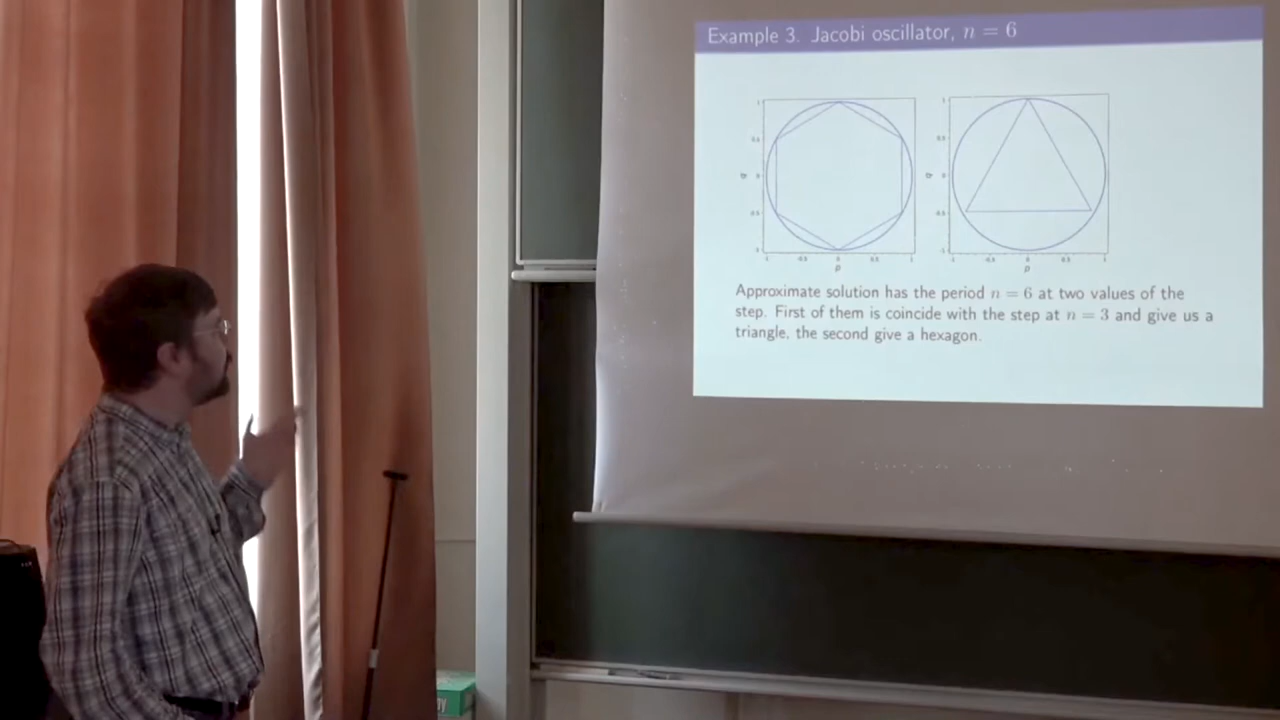 Example 3. Jacobi oscillator, n = 6
Approximate solution has the period n = 6 at two values of the
step. First of them is coincide with the step at n = 3 and give us a
triangle, the second give a hexagon.